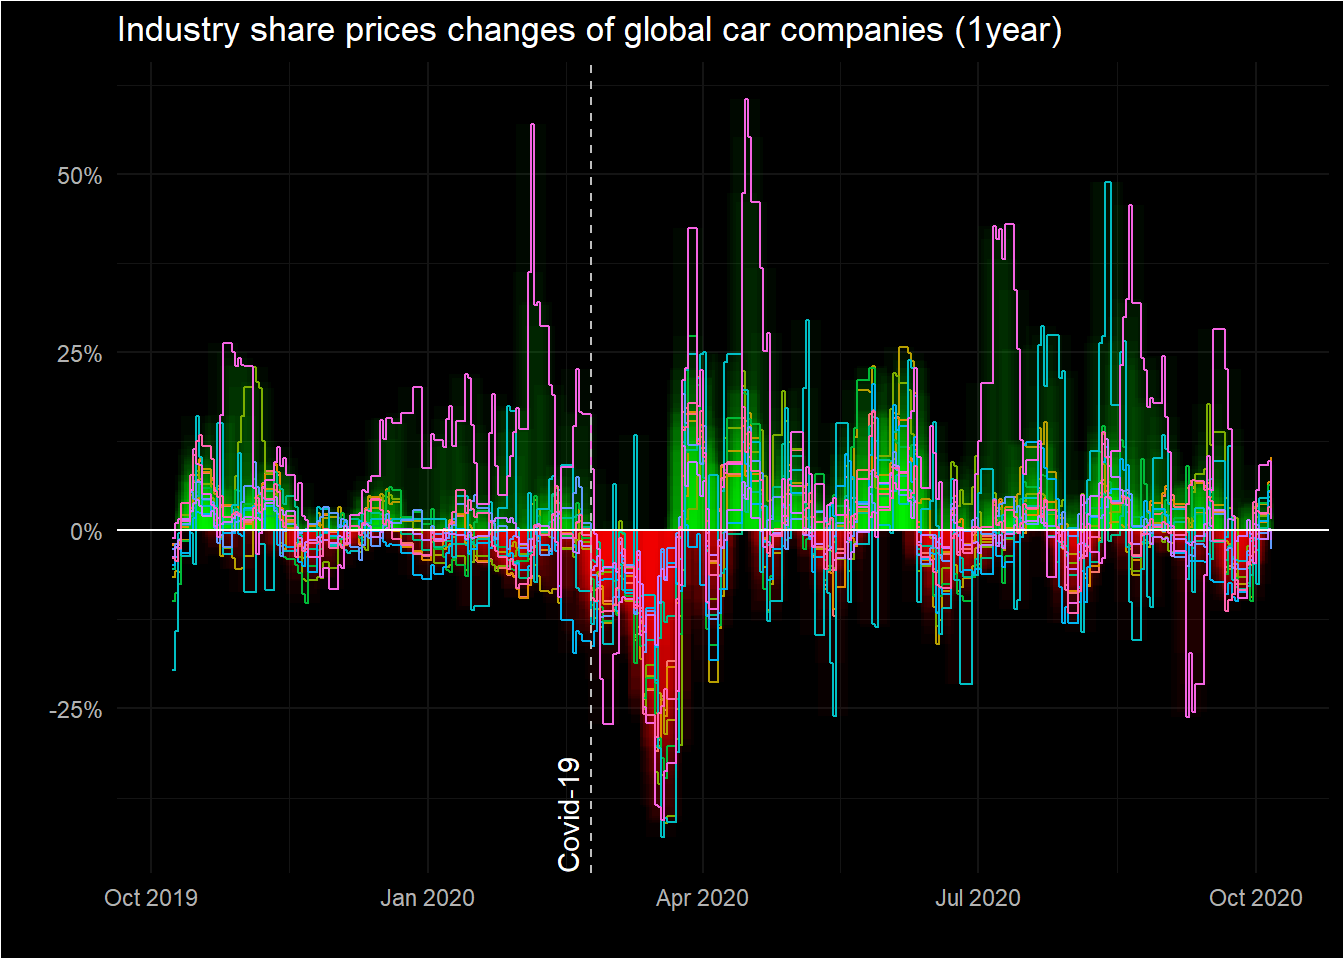 Industry share prices changes of global car companies (1year)
50%
25%
0%
-25%
Covid-19
Oct 2019
Jan 2020
Apr 2020
Jul 2020
Oct 2020